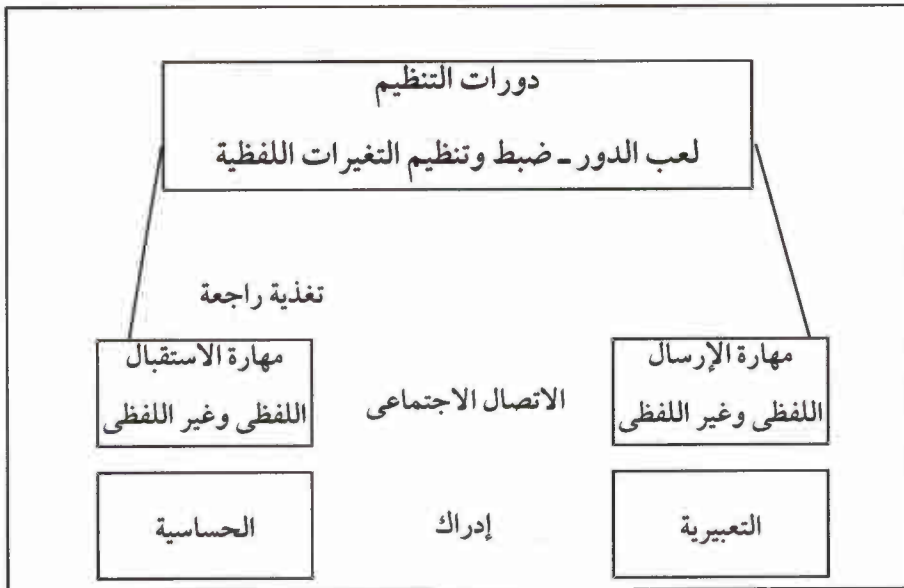 دورات التنظيم
لعب الدور ـ ضبط وتنظيم التغيرات اللفظية
تغذية راجعة
مهارة الإرسال
اللفظى وغير اللفظى
الاتصال الاجتماعى
مهارة الاستقبال
اللفظى وغير اللفظى
التعبيرية
إدراك
الحساسية